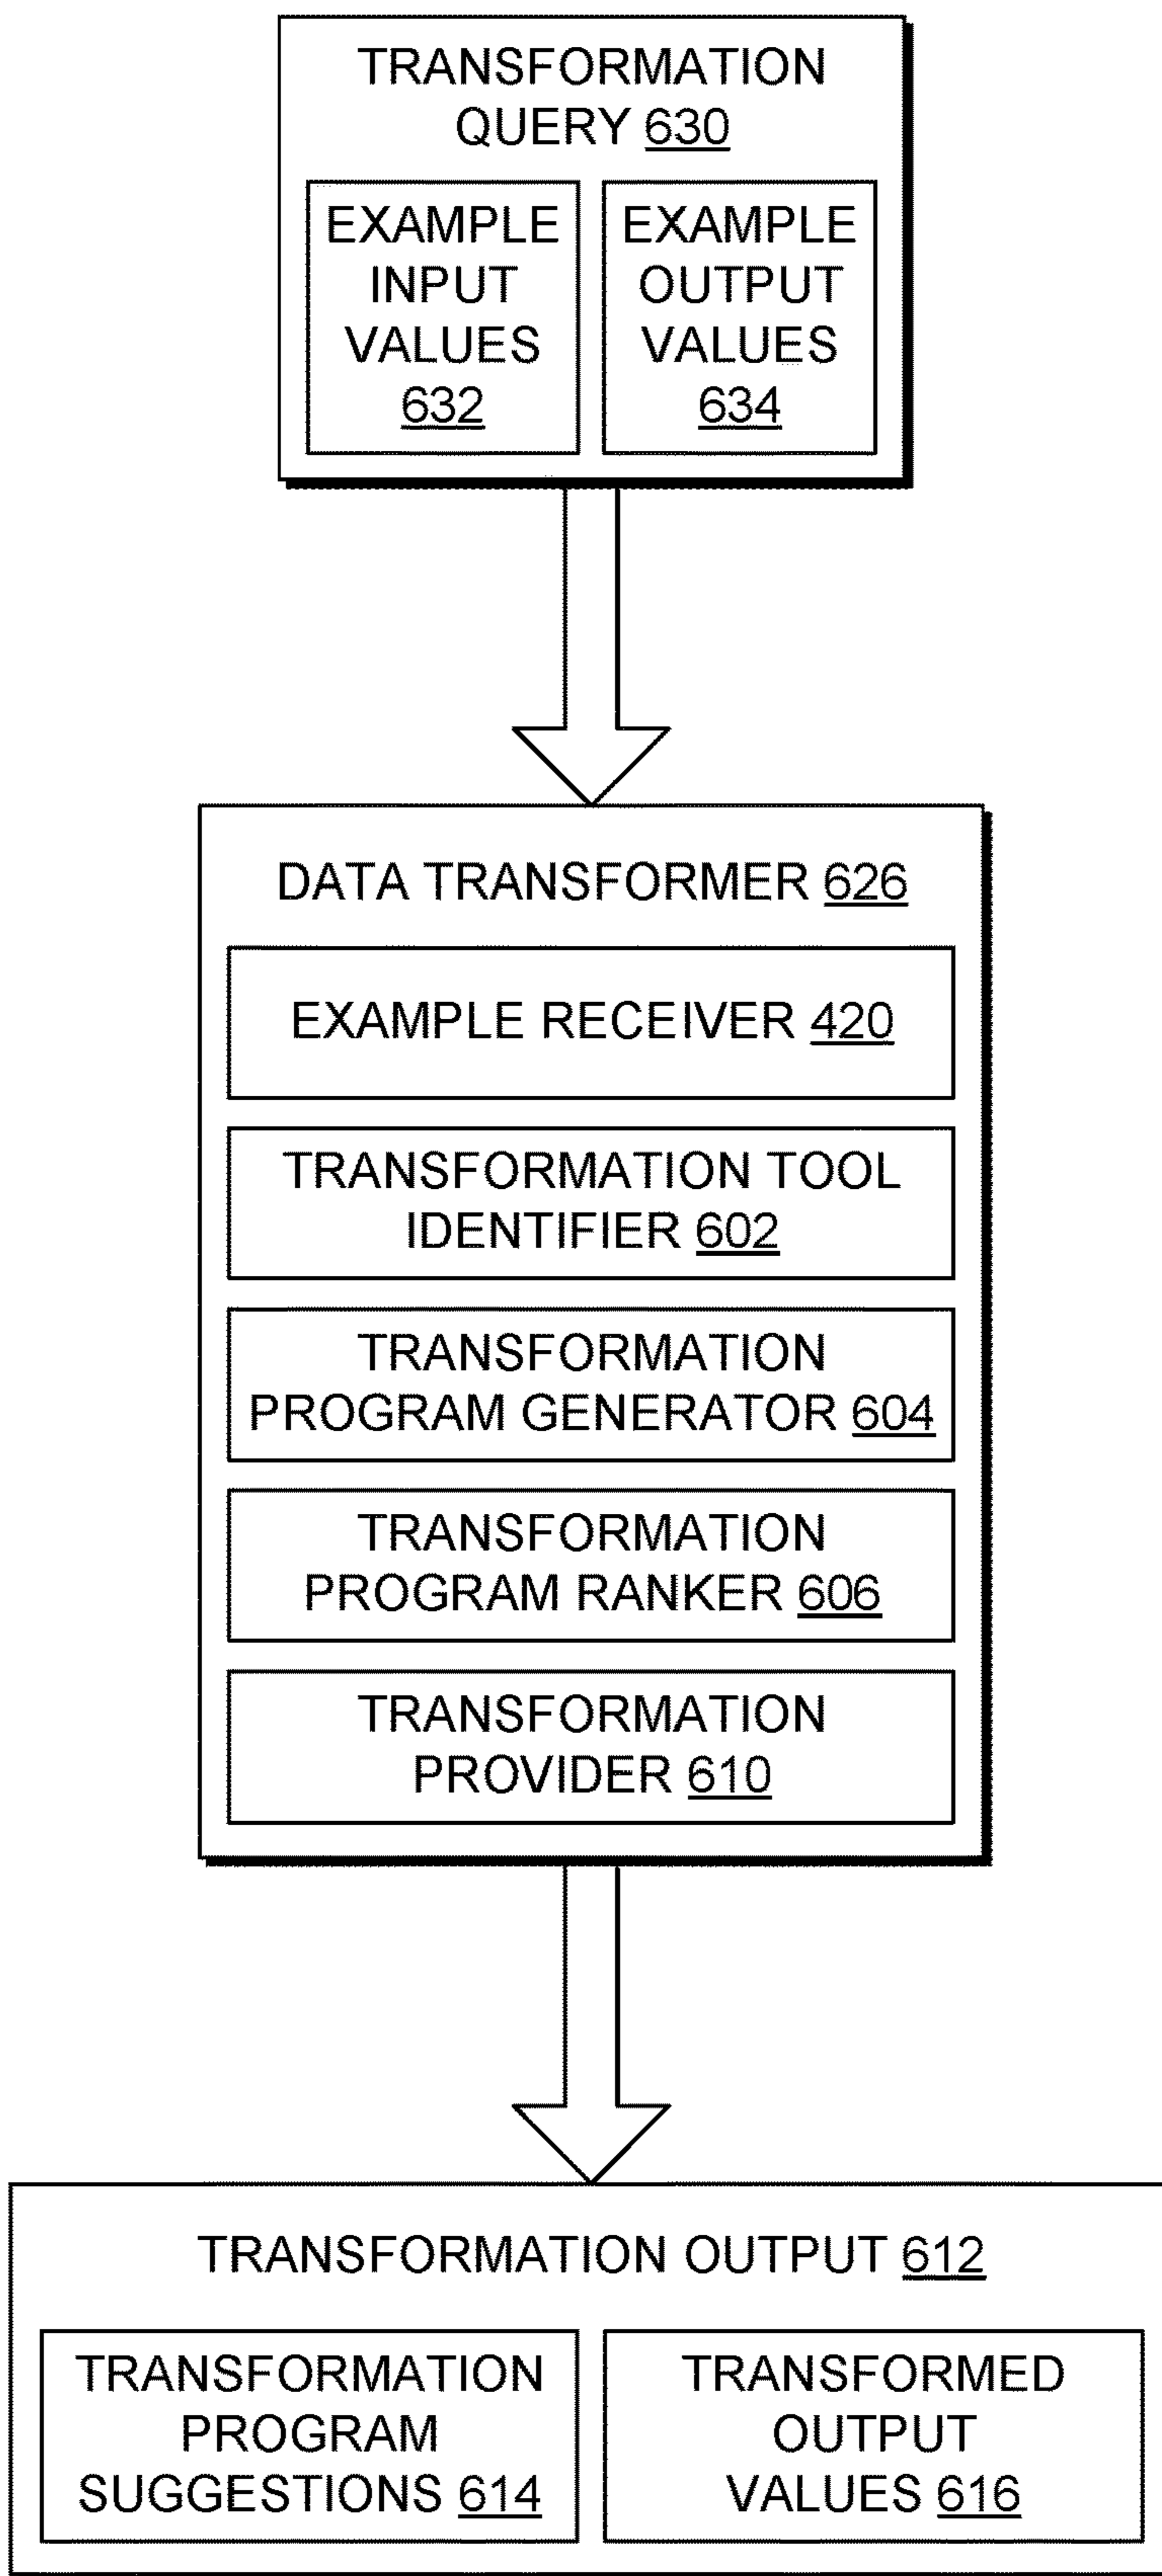 TRANSFORMATION
QUERY 630
EXAMPLE
INPUT
VALUES
632
EXAMPLE
OUTPUT
VALUES
634
DATA TRANSFORMER 626
EXAMPLE RECEIVER 420
TRANSFORMATION TOOL
IDENTIFIER 602
TRANSFORMATION
PROGRAM GENERATOR 604
TRANSFORMATION
PROGRAM RANKER 606
TRANSFORMATION
PROVIDER 610
TRANSFORMATION OUTPUT 612
TRANSFORMATION
PROGRAM
SUGGESTIONS 614
TRANSFORMED
OUTPUT
VALUES 616